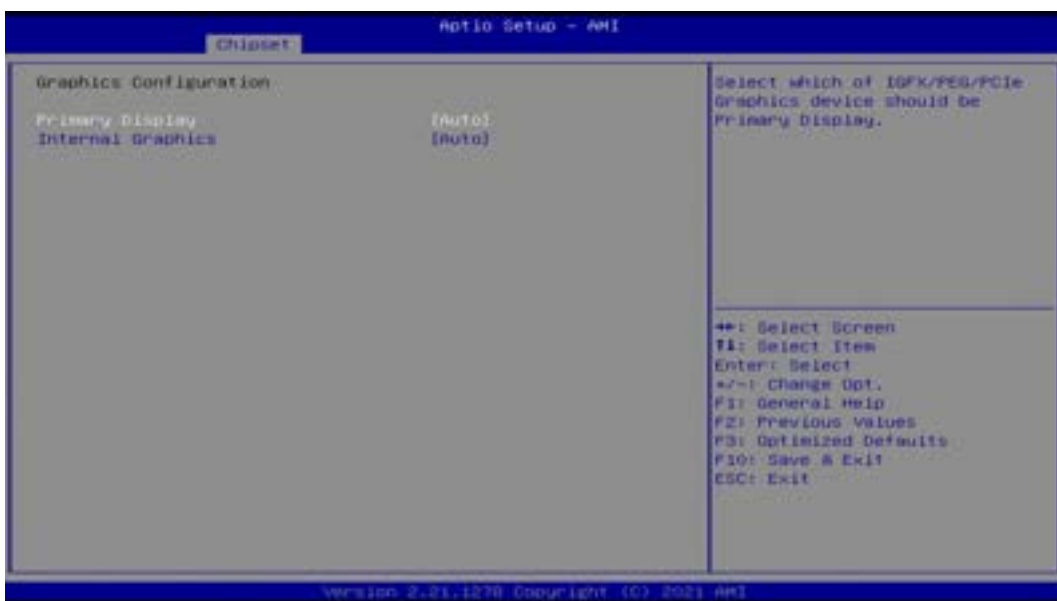 Aptio Setup - AMI
Chipset
Graphics Configuration
Primary Display [Auto]
Internal Graphics [Auto]
Select which of IGFX/PEG/PCIe
Graphics device should be
Primary Display.
→←: Select Screen
↑↓: Select Item
Enter: Select
+/-: Change Opt.
F1: General Help
F2: Previous Values
F3: Optimized Defaults
F10: Save & Exit
ESC: Exit
Version 2.21.1278 Copyright (C) 2021 AMI